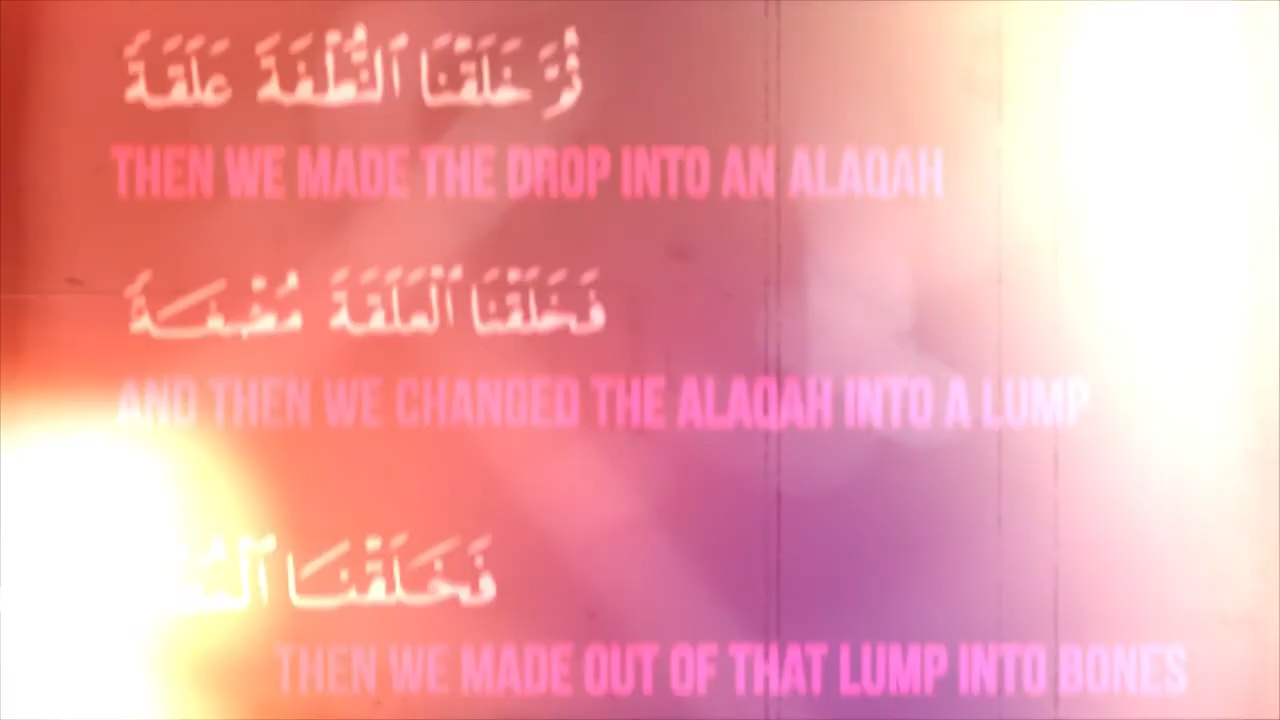 ثُمَّ خَلَقْنَا ٱلنُّطْفَةَ عَلَقَةً
THEN WE MADE THE DROP INTO AN ALAQAH
فَخَلَقْنَا ٱلْعَلَقَةَ مُضْغَةً
AND THEN WE CHANGED THE ALAQAH INTO A LUMP
فَخَلَقْنَا
THEN WE MADE OUT OF THAT LUMP INTO BONES